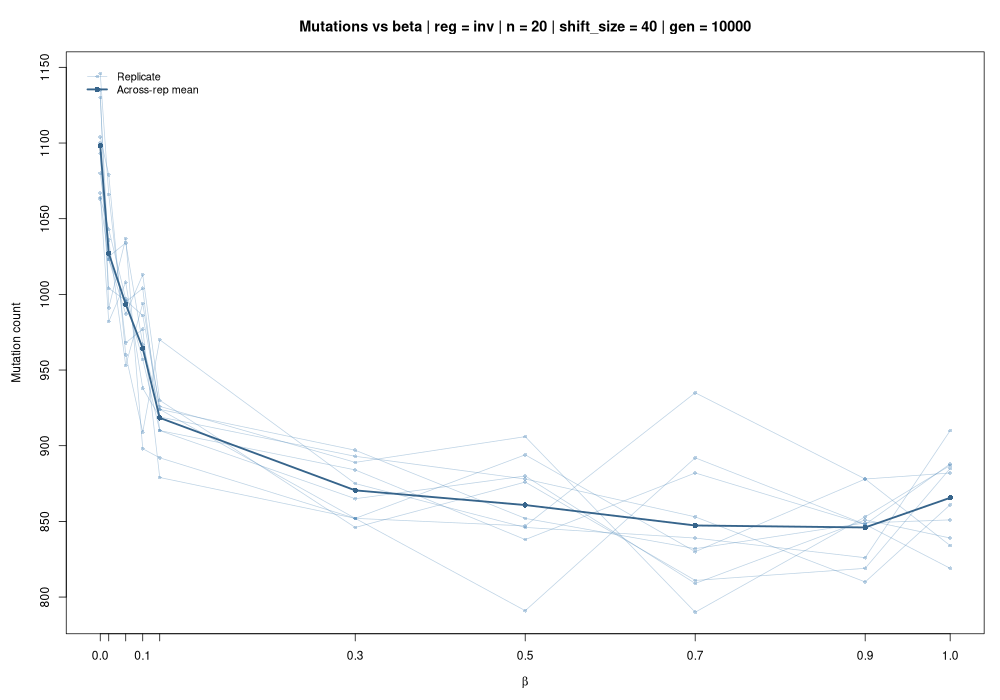 Mutations vs beta | reg = inv | n = 20 | shift_size = 40 | gen = 10000
Replicate
Across-rep mean
Mutation count
1150
1100
1050
1000
950
900
850
800
0.0 0.1 0.3 0.5 0.7 0.9 1.0
β